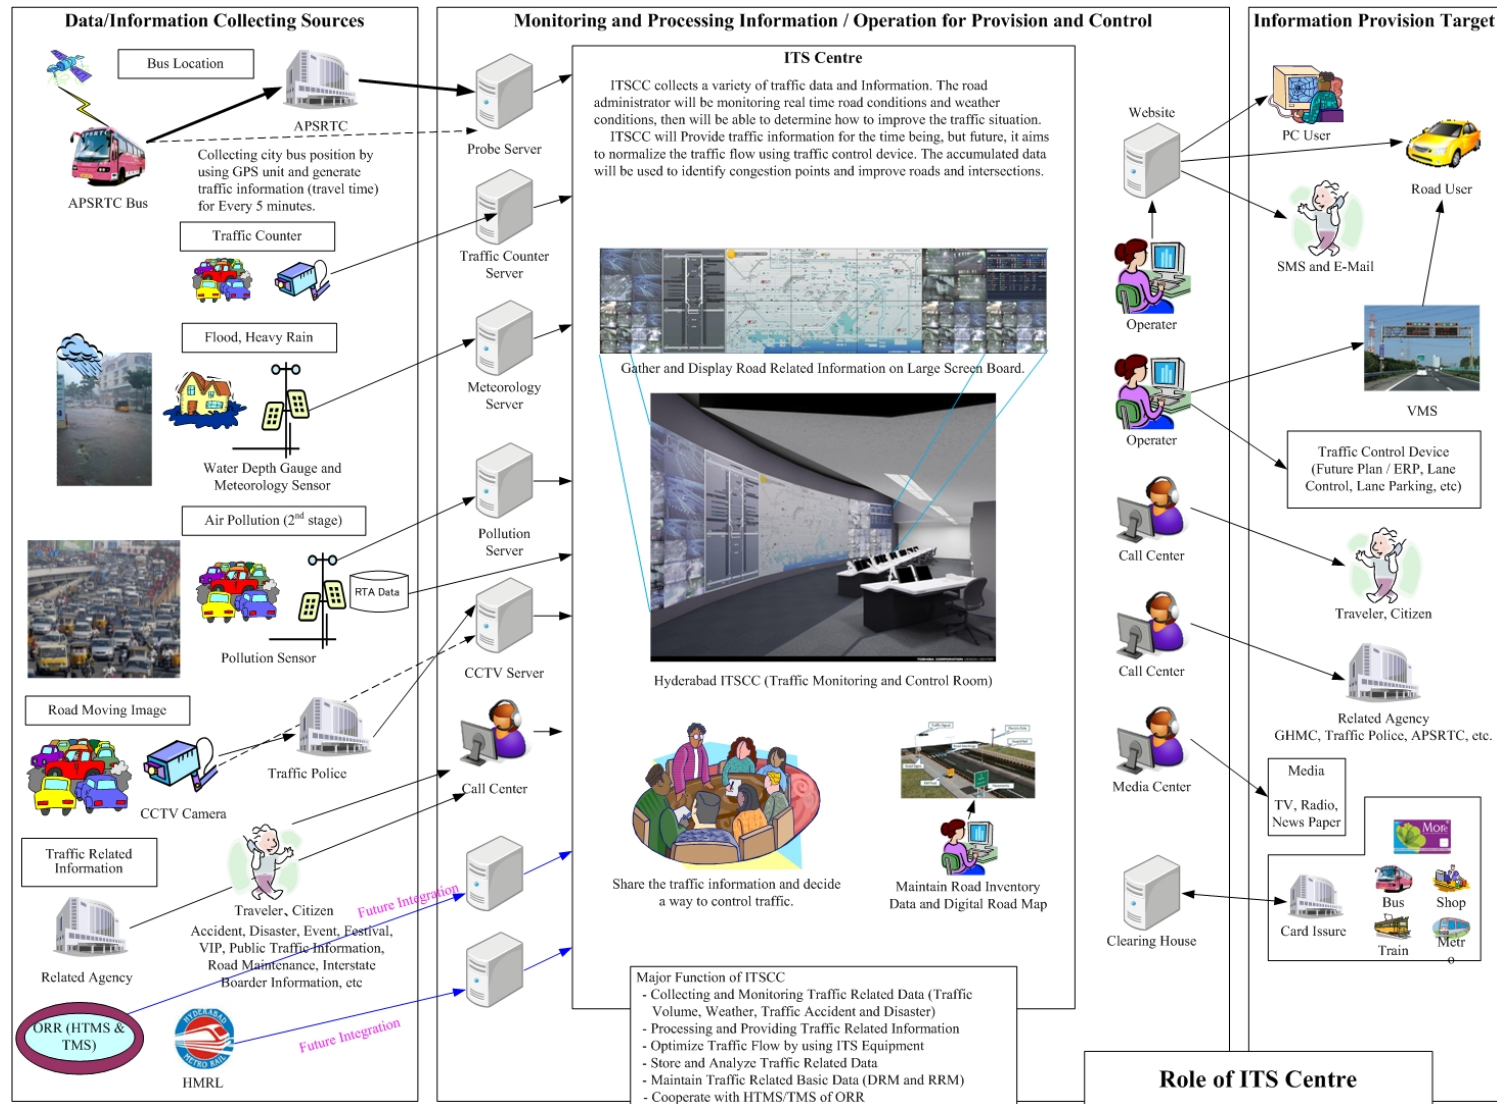 Data/Information Collecting Sources
Bus Location
APSRTC
APSRTC Bus
Collecting city bus position by
using GPS unit and generate
traffic information (travel time)
for Every 5 minutes.
Traffic Counter
Flood, Heavy Rain
Water Depth Gauge and
Meteorology Sensor
Air Pollution (2nd stage)
RTA Data
Pollution Sensor
Road Moving Image
Traffic Police
CCTV Camera
Traffic Related
Information
Traveler, Citizen
Accident, Disaster, Event, Festival,
VIP, Public Traffic Information,
Road Maintenance, Interstate
Boarder Information, etc
Related Agency
ORR (HTMS &
TMS)
HYDERABAD
METRO RAIL
HMRL
Future Integration
Future Integration
Monitoring and Processing Information / Operation for Provision and Control
Probe Server
Traffic Counter
Server
Meteorology
Server
Pollution
Server
CCTV Server
Call Center
ITS Centre
ITSCC collects a variety of traffic data and Information. The road
administrator will be monitoring real time road conditions and weather
conditions, then will be able to determine how to improve the traffic situation.
ITSCC will Provide traffic information for the time being, but future, it aims
to normalize the traffic flow using traffic control device. The accumulated data
will be used to identify congestion points and improve roads and intersections.
Gather and Display Road Related Information on Large Screen Board.
Hyderabad ITSCC (Traffic Monitoring and Control Room)
Share the traffic information and decide
a way to control traffic.
Maintain Road Inventory
Data and Digital Road Map
Major Function of ITSCC
- Collecting and Monitoring Traffic Related Data (Traffic
Volume, Weather, Traffic Accident and Disaster)
- Processing and Providing Traffic Related Information
- Optimize Traffic Flow by using ITS Equipment
- Store and Analyze Traffic Related Data
- Maintain Traffic Related Basic Data (DRM and RRM)
- Cooperate with HTMS/TMS of ORR
Website
Operater
Operater
Call Center
Call Center
Media Center
Clearing House
Information Provision Target
PC User
Road User
SMS and E-Mail
VMS
Traffic Control Device
(Future Plan / ERP, Lane
Control, Lane Parking, etc)
Traveler, Citizen
Related Agency
GHMC, Traffic Police, APSRTC, etc.
Media
TV, Radio,
News Paper
More
Bus
Shop
Card Issure
Train
Metr
o
Role of ITS Centre